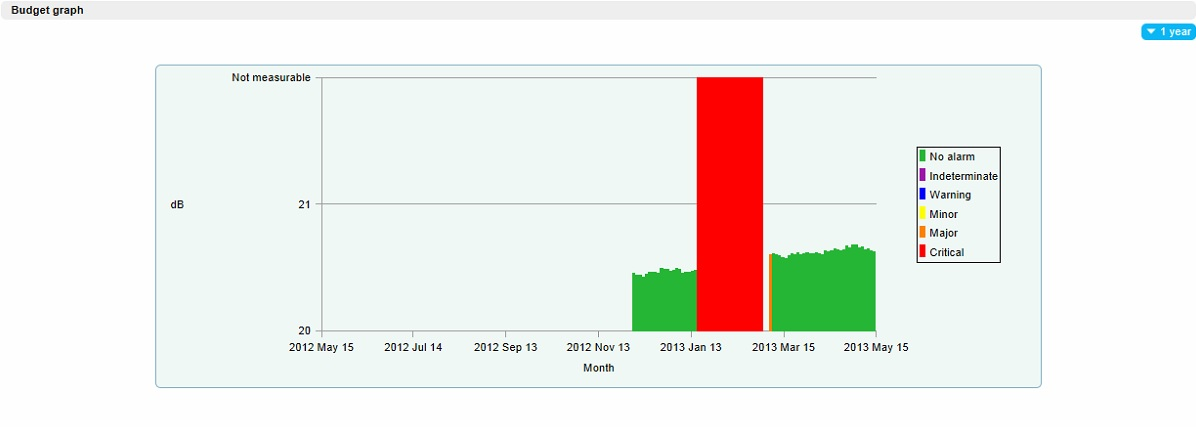 Budget graph
1 year
Not measurable
dB
21
20
2012 May 15 2012 Jul 14 2012 Sep 13 2012 Nov 13 2013 Jan 13 2013 Mar 15 2013 May 15
Month
No alarm
Indeterminate
Warning
Minor
Major
Critical